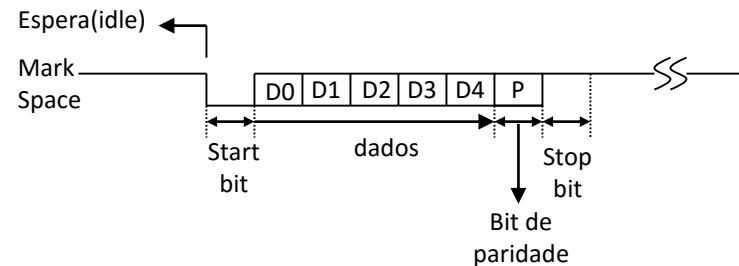 Espera(idle)
Mark
Space
D0 D1 D2 D3 D4 P
Start
bit
dados
Stop
bit
Bit de
paridade